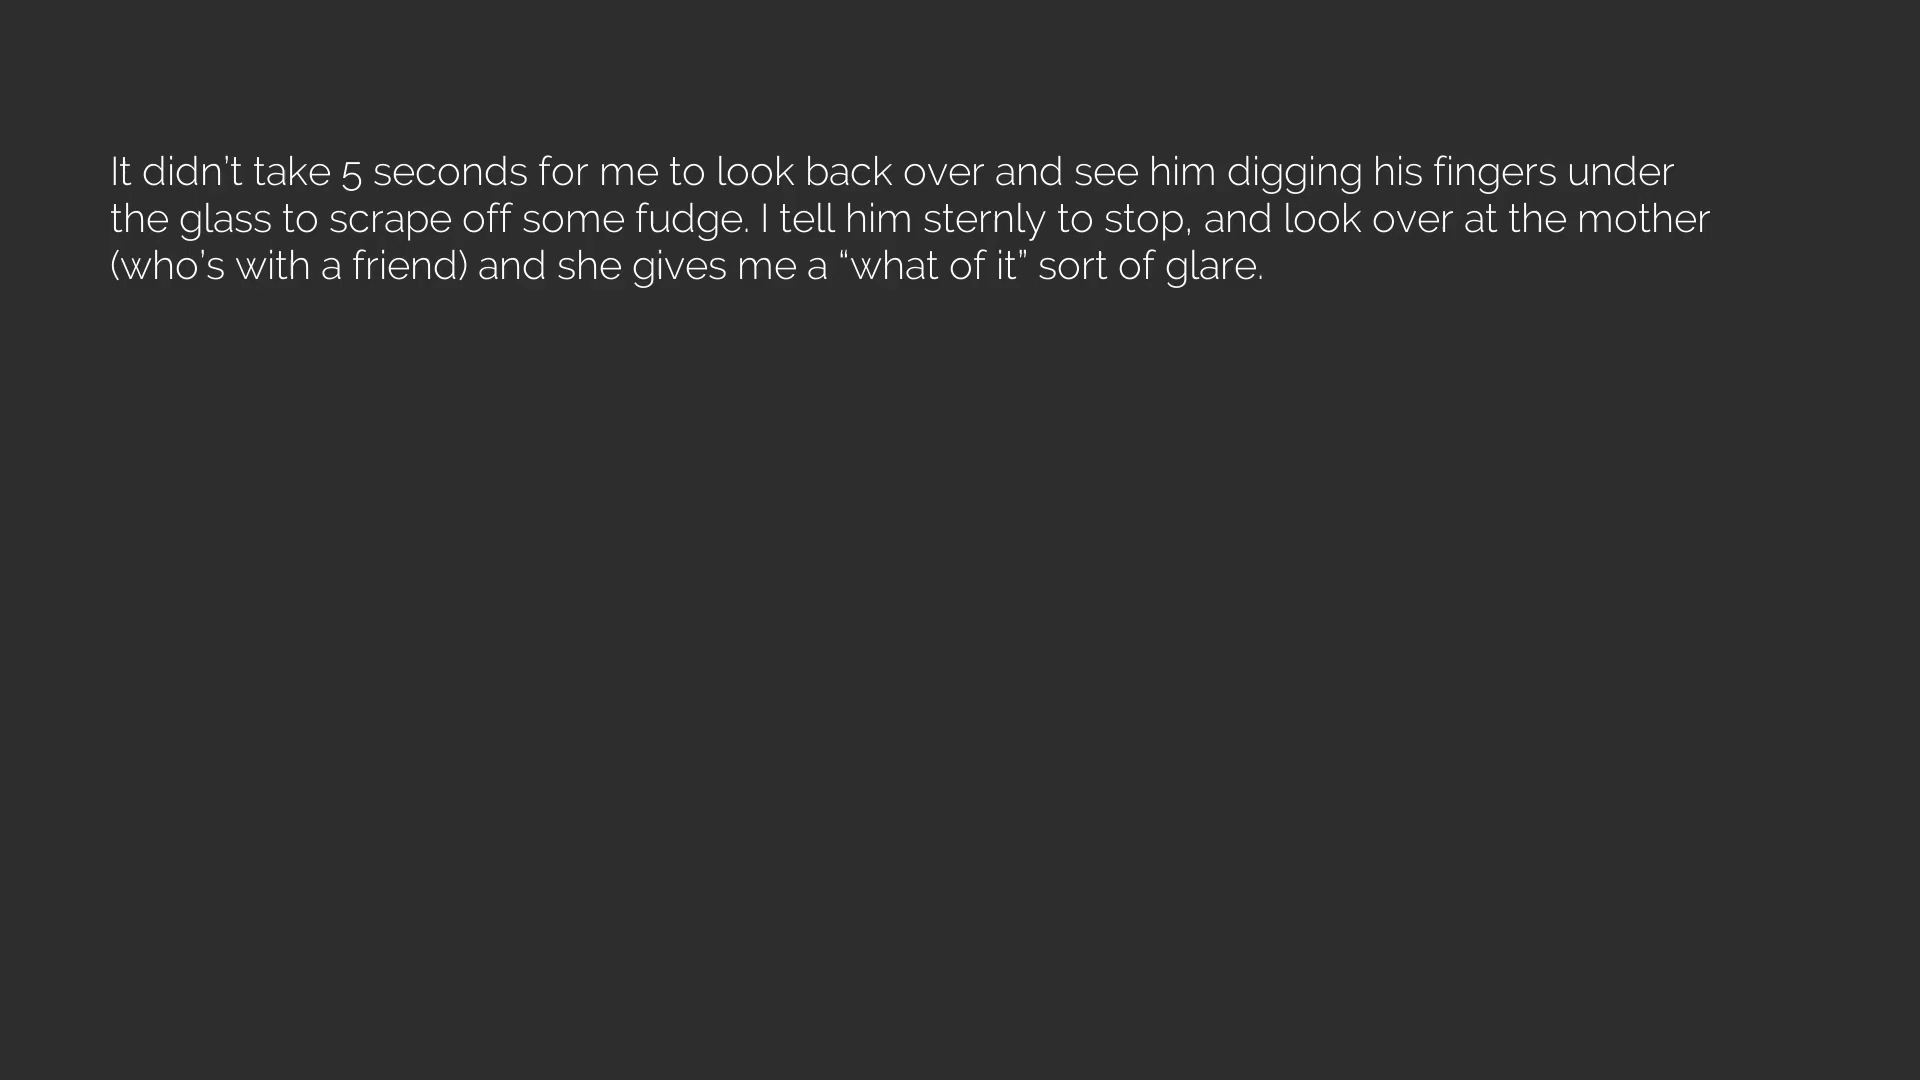 It didn’t take 5 seconds for me to look back over and see him digging his fingers under
the glass to scrape off some fudge. I tell him sternly to stop, and look over at the mother
(who’s with a friend) and she gives me a “what of it” sort of glare.